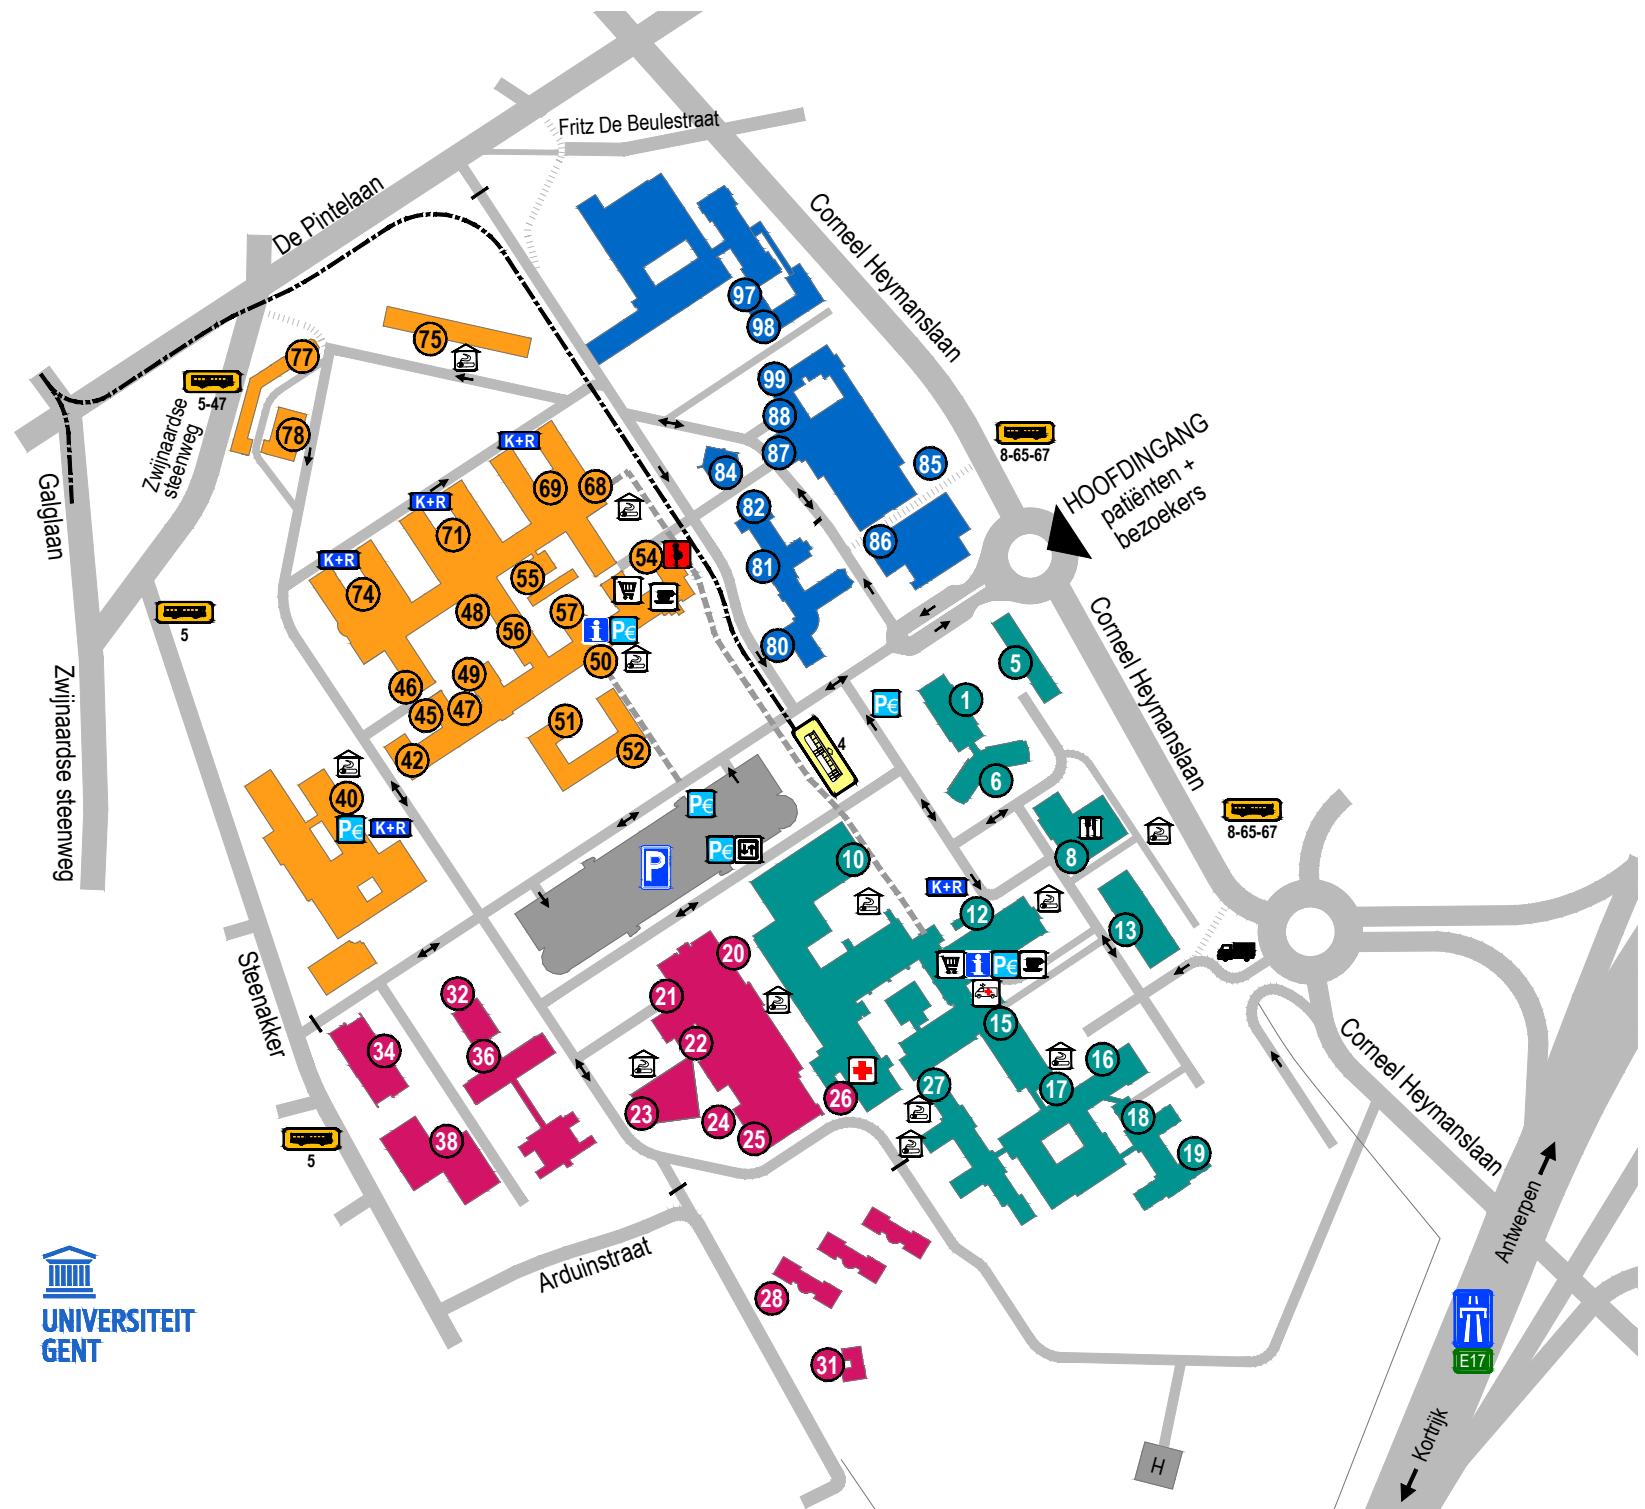 Fritz De Beulestraat
De Pintelaan
Corneel Heymanslaan
97
98
75
77
5-47
Zwijnaardse
steenweg
78
99
88
87
84
85
8-65-67
HOOFDINGANG
patiënten +
bezoekers
K+R
69
68
82
K+R
71
86
Galglaan
K+R
74
54
81
55
48
57
56
i
P€
50
80
5
5
Corneel Heymanslaan
49
46
47
45
1
P€
51
52
42
4
6
Zwijnaardse steenweg
40
P€
K+R
P€
P€
P
8-65-67
10
8
K+R
12
13
20
i
P€
Steenakker
32
21
15
34
36
22
16
17
27
26
23
24
25
18
19
38
5
Corneel Heymanslaan
Arduinstraat
28
31
Antwerpen
E17
Kortrijk
H
UNIVERSITEIT
GENT